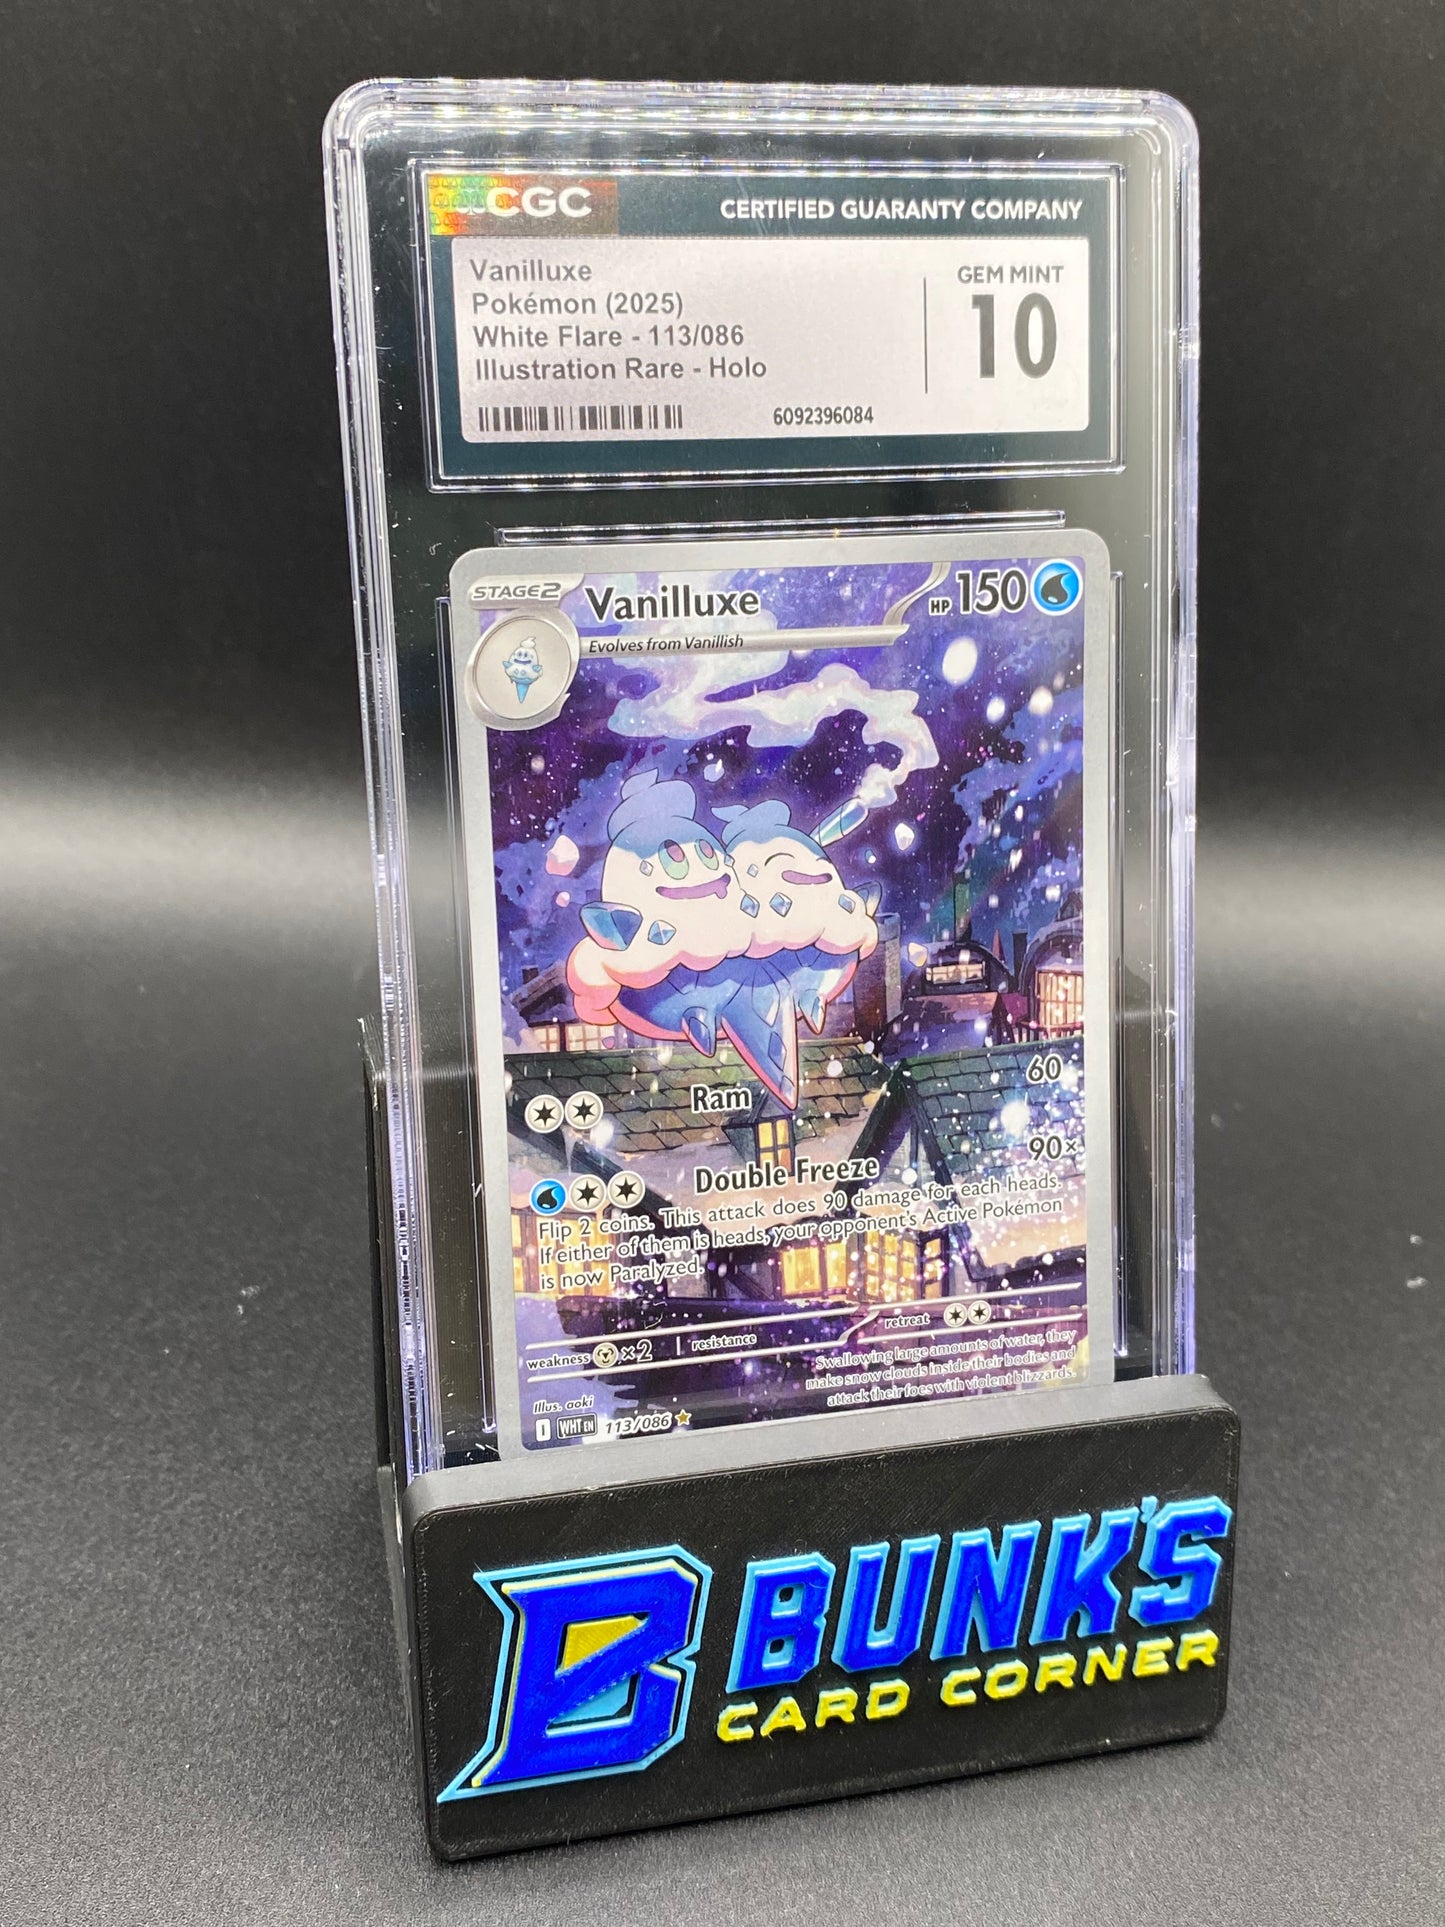 CGC
CERTIFIED GUARANTY COMPANY
Vanilluxe
Pokémon (2025)
White Flare - 113/086
Illustration Rare - Holo
GEM MINT
10
6092396084
STAGE2
Vanilluxe
HP 150
Evolves from Vanillish
Ram 60
Double Freeze 90×
Flip 2 coins. This attack does 90 damage for each heads.
If either of them is heads, your opponent's Active Pokémon
is now Paralyzed.
weakness ×2 resistance retreat
Swallowing large amounts of water, they
make snow clouds inside their bodies and
attack their foes with violent blizzards.
Illus. aoki
I WHT EN 113/086
B BUNK'S
CARD CORNER